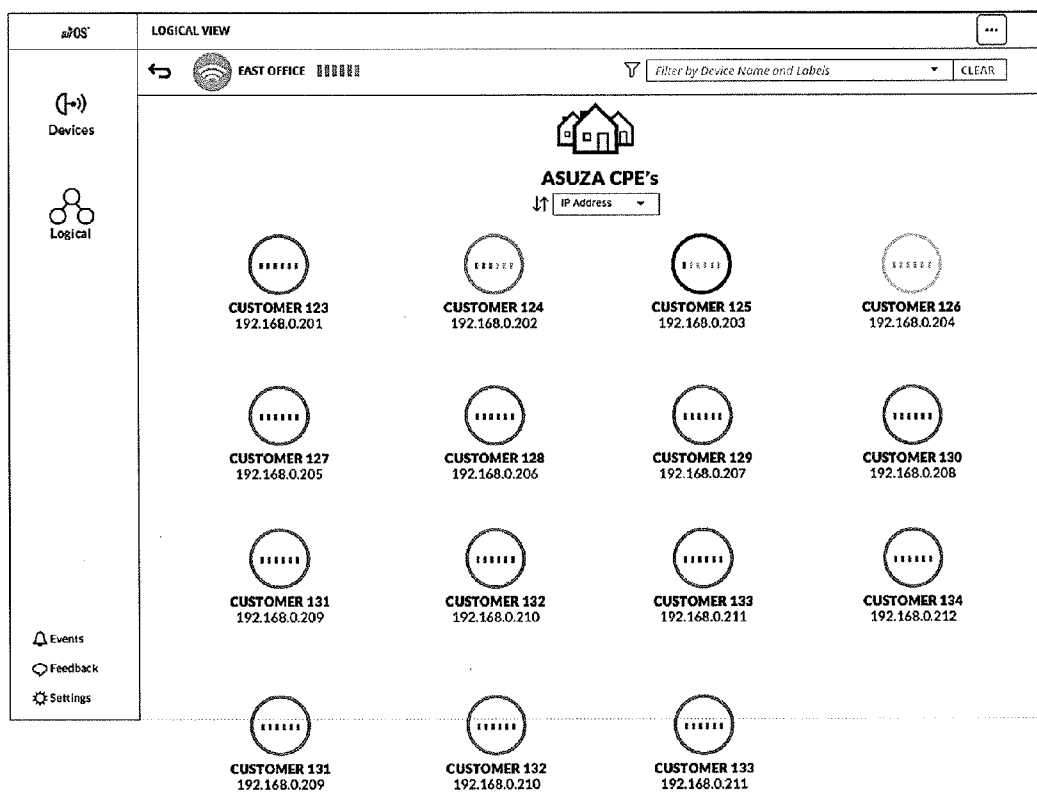 airOS™
LOGICAL VIEW
...
EAST OFFICE
Filter by Device Name and Labels
CLEAR
Devices
Logical
ASUZA CPE's
IP Address
CUSTOMER 123
192.168.0.201
CUSTOMER 124
192.168.0.202
CUSTOMER 125
192.168.0.203
CUSTOMER 126
192.168.0.204
CUSTOMER 127
192.168.0.205
CUSTOMER 128
192.168.0.206
CUSTOMER 129
192.168.0.207
CUSTOMER 130
192.168.0.208
CUSTOMER 131
192.168.0.209
CUSTOMER 132
192.168.0.210
CUSTOMER 133
192.168.0.211
CUSTOMER 134
192.168.0.212
Events
Feedback
Settings
CUSTOMER 131
192.168.0.209
CUSTOMER 132
192.168.0.210
CUSTOMER 133
192.168.0.211